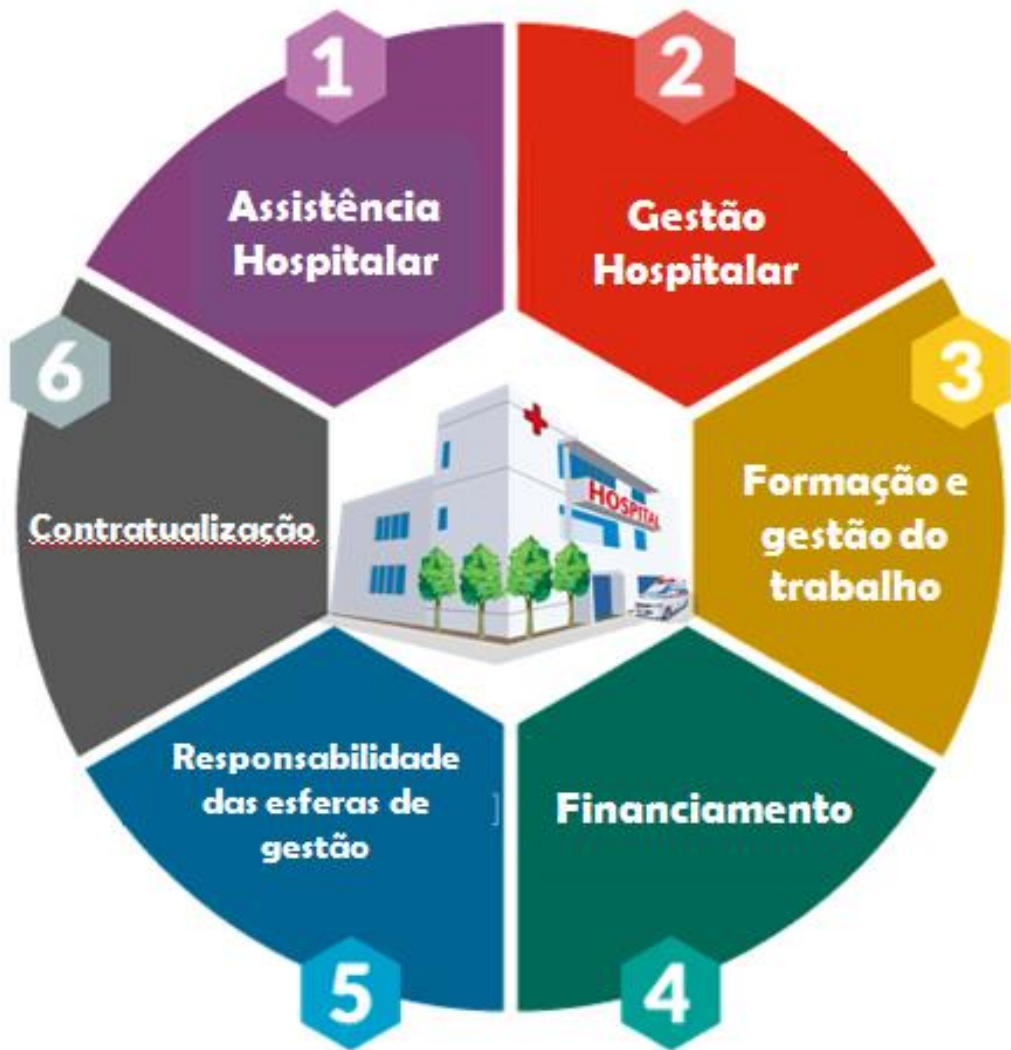 1
Assistência
Hospitalar
2
Gestão
Hospitalar
3
Formação e
gestão do
trabalho
4
Financiamento
5
Responsabilidade
das esferas de
gestão
6
Contratualização
HOSPITAL